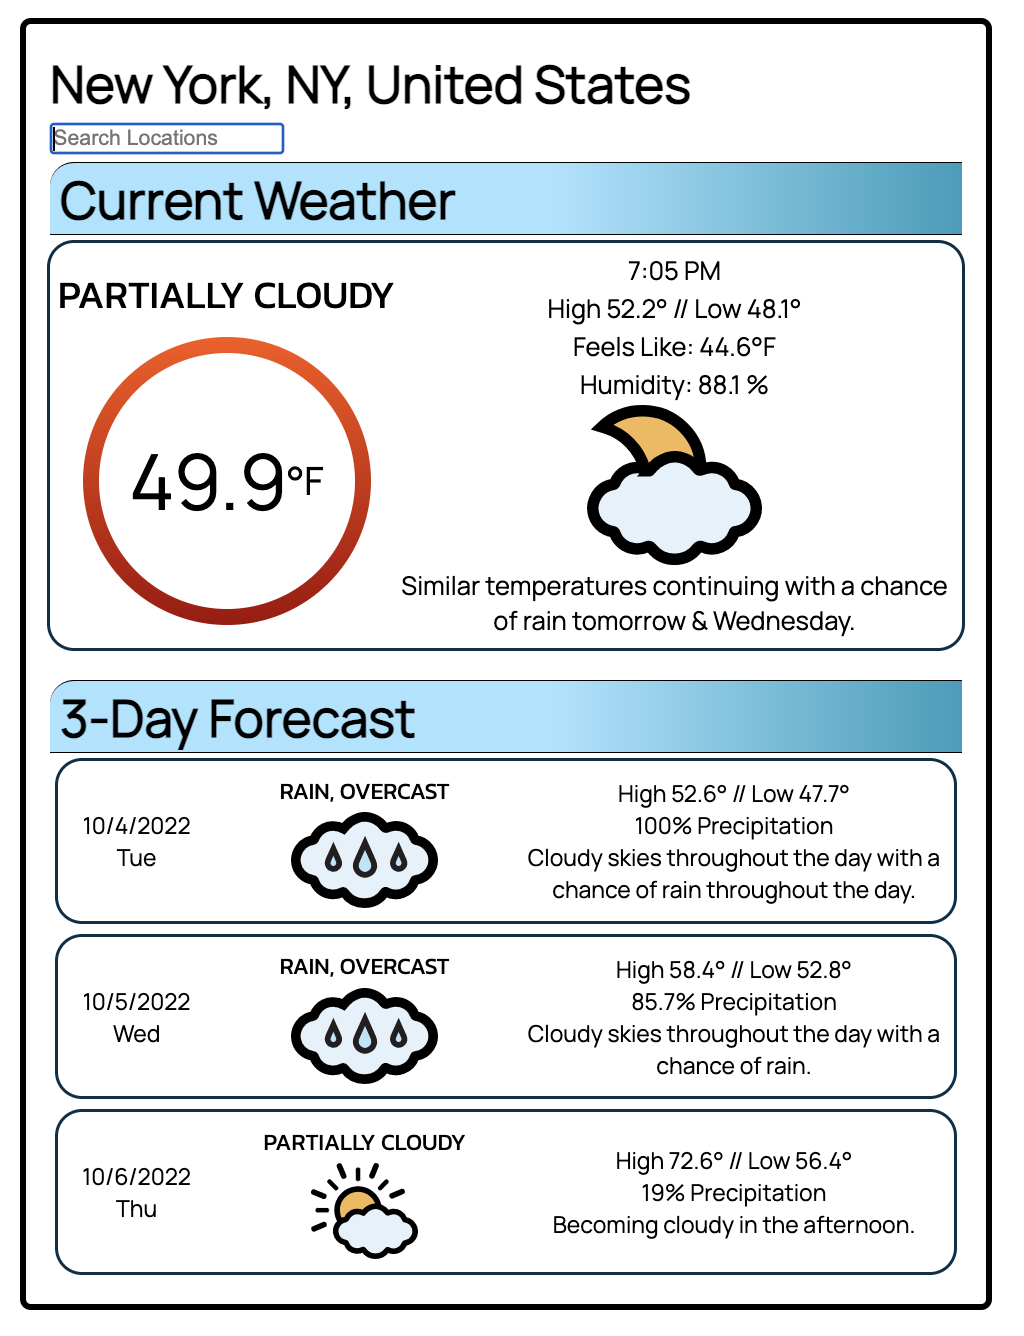 New York, NY, United States
Search Locations
Current Weather
PARTIALLY CLOUDY
49.9°F
7:05 PM
High 52.2° // Low 48.1°
Feels Like: 44.6°F
Humidity: 88.1 %
Similar temperatures continuing with a chance
of rain tomorrow & Wednesday.
3-Day Forecast
10/4/2022
Tue
RAIN, OVERCAST
High 52.6° // Low 47.7°
100% Precipitation
Cloudy skies throughout the day with a
chance of rain throughout the day.
10/5/2022
Wed
RAIN, OVERCAST
High 58.4° // Low 52.8°
85.7% Precipitation
Cloudy skies throughout the day with a
chance of rain.
10/6/2022
Thu
PARTIALLY CLOUDY
High 72.6° // Low 56.4°
19% Precipitation
Becoming cloudy in the afternoon.